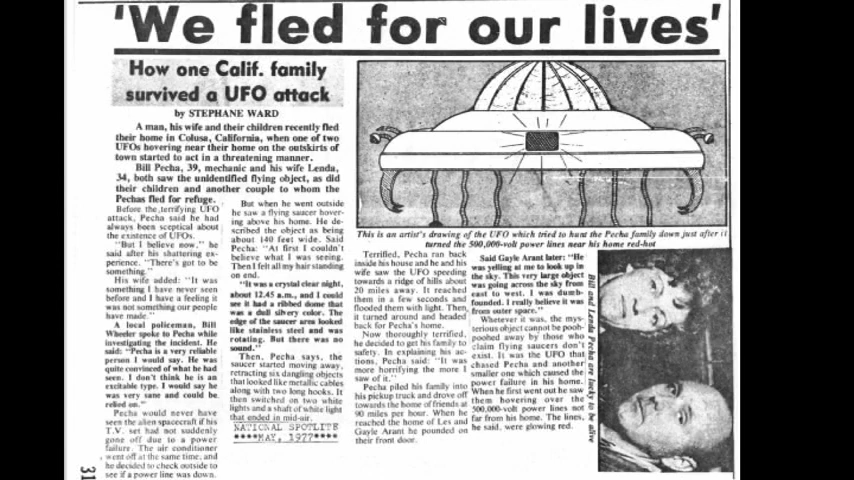 'We fled for our lives'
How one Calif. family
survived a UFO attack
by STEPHANE WARD
A man, his wife and their children recently fled
their home in Colusa, California, when one of two
UFOs hovering near their home on the outskirts of
town started to act in a threatening manner.
Bill Pecha, 39, mechanic and his wife Lenda,
34, both saw the unidentified flying object, as did
their children and another couple to whom the
Pechas fled for refuge.
Before the terrifying UFO
attack, Pecha said he had
always been sceptical about
the existence of UFOs.
"But I believe now," he
said after his shattering ex-
perience. "There's got to be
something."
His wife added: "It was
something I have never seen
before and I have a feeling it
was not something our people
have made."
A local policeman, Bill
Wheeler spoke to Pecha while
investigating the incident. He
said: "Pecha is a very reliable
person I would say. He was
quite convinced of what he had
seen. I don't think he is an
excitable type. I would say he
was very sane and could be
relied on."
Pecha would never have
seen the alien spacecraft if his
T.V. set had not suddenly
gone off due to a power
failure. The air conditioner
went off at the same time, and
he decided to check outside to
see if a power line was down.
But when he went outside
he saw a flying saucer hover-
ing above his home. He de-
scribed the object as being
about 140 feet wide. Said
Pecha: "At first I couldn't
believe what I was seeing.
Then I felt all my hair standing
on end.
"It was a crystal clear night,
about 12.45 a.m., and I could
see it had a ribbed dome that
was a dull silvery color. The
edge of the saucer area looked
like stainless steel and was
rotating. But there was no
sound."
Then, Pecha says, the
saucer started moving away,
retracting six dangling objects
that looked like metallic cables
along with two long hooks. It
then switched on two white
lights and a shaft of white light
that ended in mid-air.
NATIONAL SPOTLITE
****MAY, 1977****
This is an artist's drawing of the UFO which tried to hunt the Pecha family down just after it
turned the 500,000-volt power lines near his home red-hot
Terrified, Pecha ran back
inside his house and he and his
wife saw the UFO speeding
towards a ridge of hills about
20 miles away. It reached
them in a few seconds and
flooded them with light. Then,
it turned around and headed
back for Pecha's home.
Now thoroughly terrified,
he decided to get his family to
safety. In explaining his ac-
tions, Pecha said: "It was
more horrifying the more I
saw of it."
Pecha piled his family into
his pickup truck and drove off
towards the home of friends at
90 miles per hour. When he
reached the home of Les and
Gayle Arant he pounded on
their front door.
Said Gayle Arant later: "He
was yelling at me to look up in
the sky. This very large object
was going across the sky from
east to west. I was dumb-
founded. I really believe it was
from outer space."
Whatever it was, the mys-
terious object cannot be pooh-
poohed away by those who
claim flying saucers don't
exist. It was the UFO that
chased Pecha and another
smaller one which caused the
power failure in his home.
When he first went out he saw
them hovering over the
500,000-volt power lines not
far from his home. The lines,
he said, were glowing red.
Bill and Lenda Pecha are lucky to be alive
31